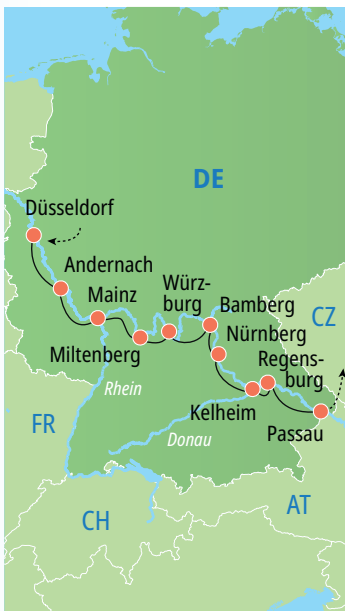 DE
Düsseldorf
Andernach
Mainz
Würz-
burg
Bamberg
CZ
Nürnberg
Miltenberg
Regens-
burg
Rhein
Kelheim
FR
Donau
Passau
CH
AT